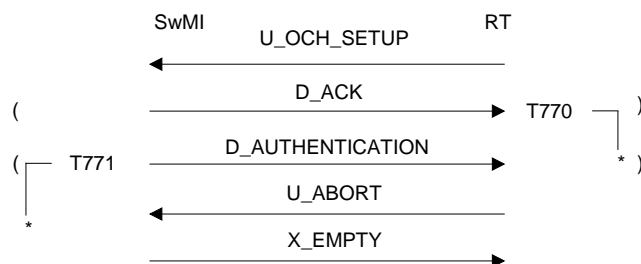 SwMI RT
U_OCH_SETUP
( D_ACK T770 )
( T771 D_AUTHENTICATION * )
U_ABORT
*
X_EMPTY